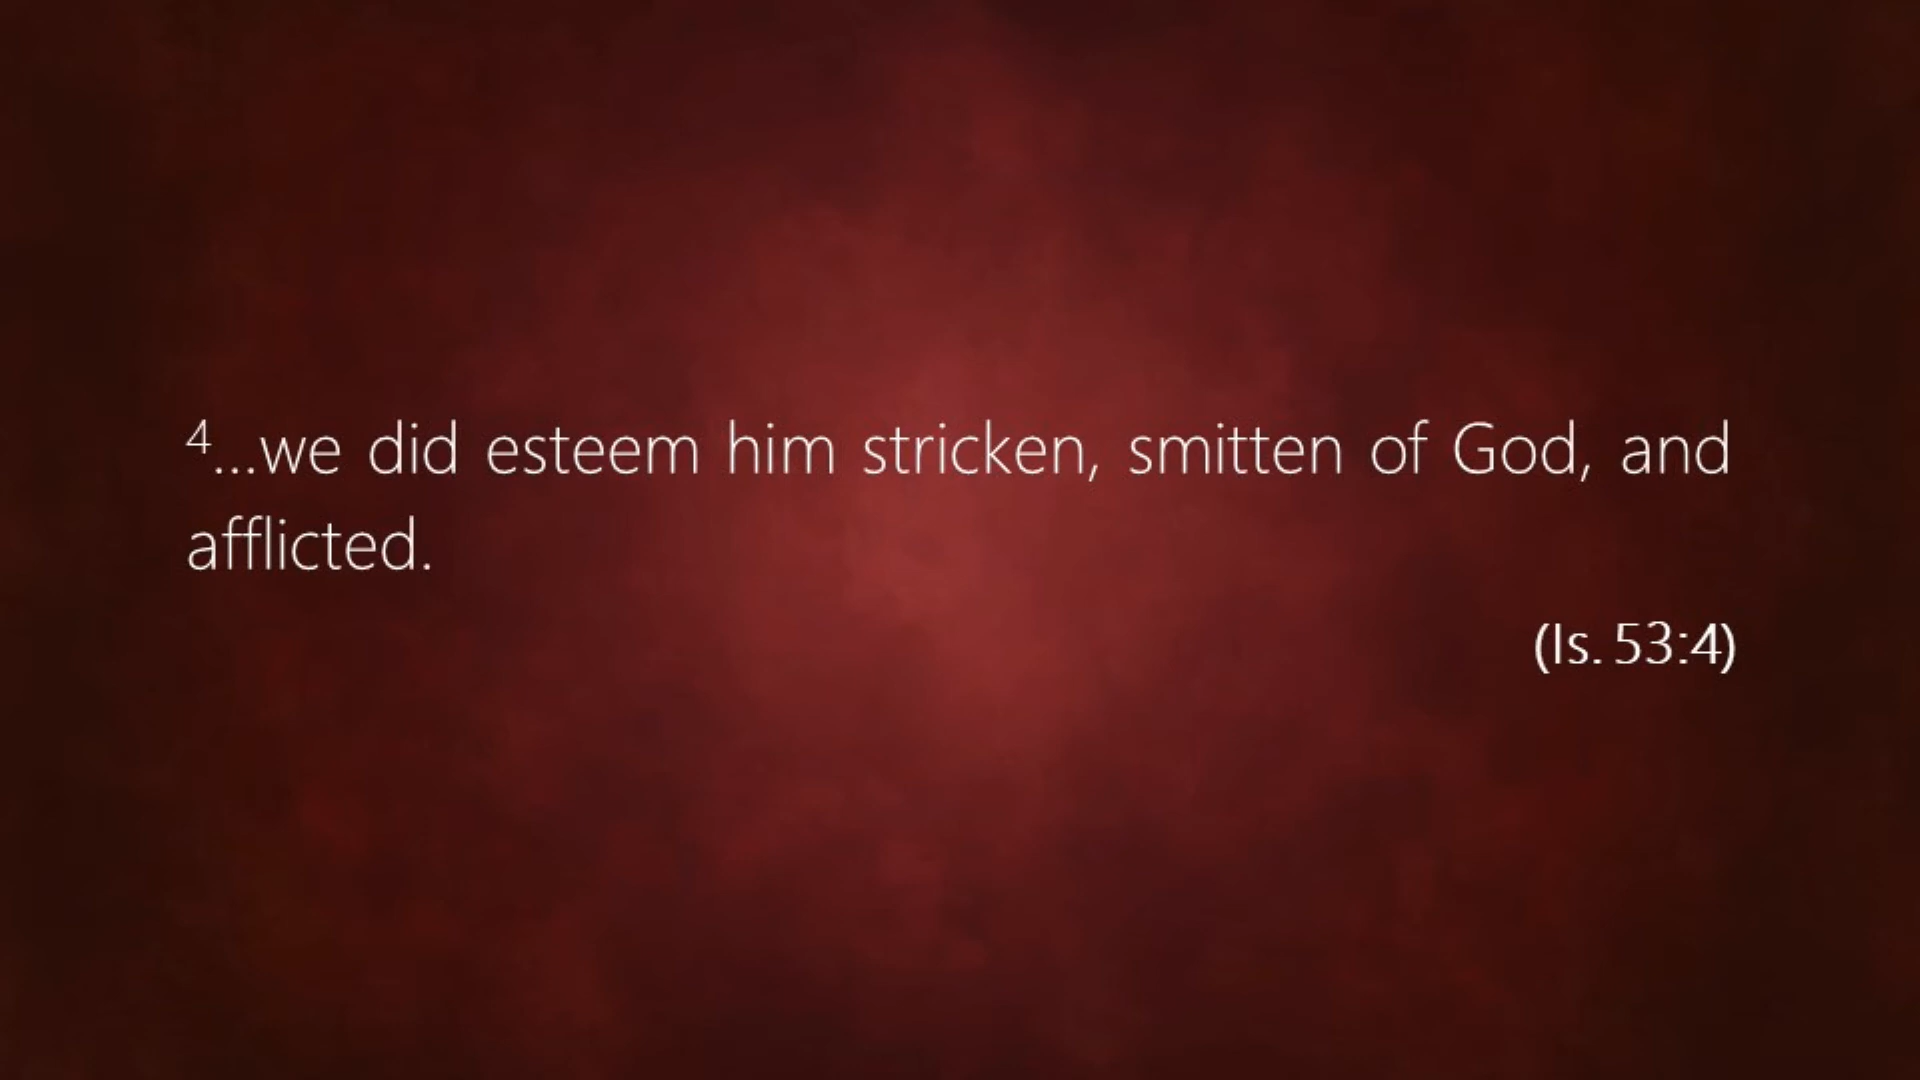 ⁴...we did esteem him stricken, smitten of God, and
afflicted.
(Is. 53:4)